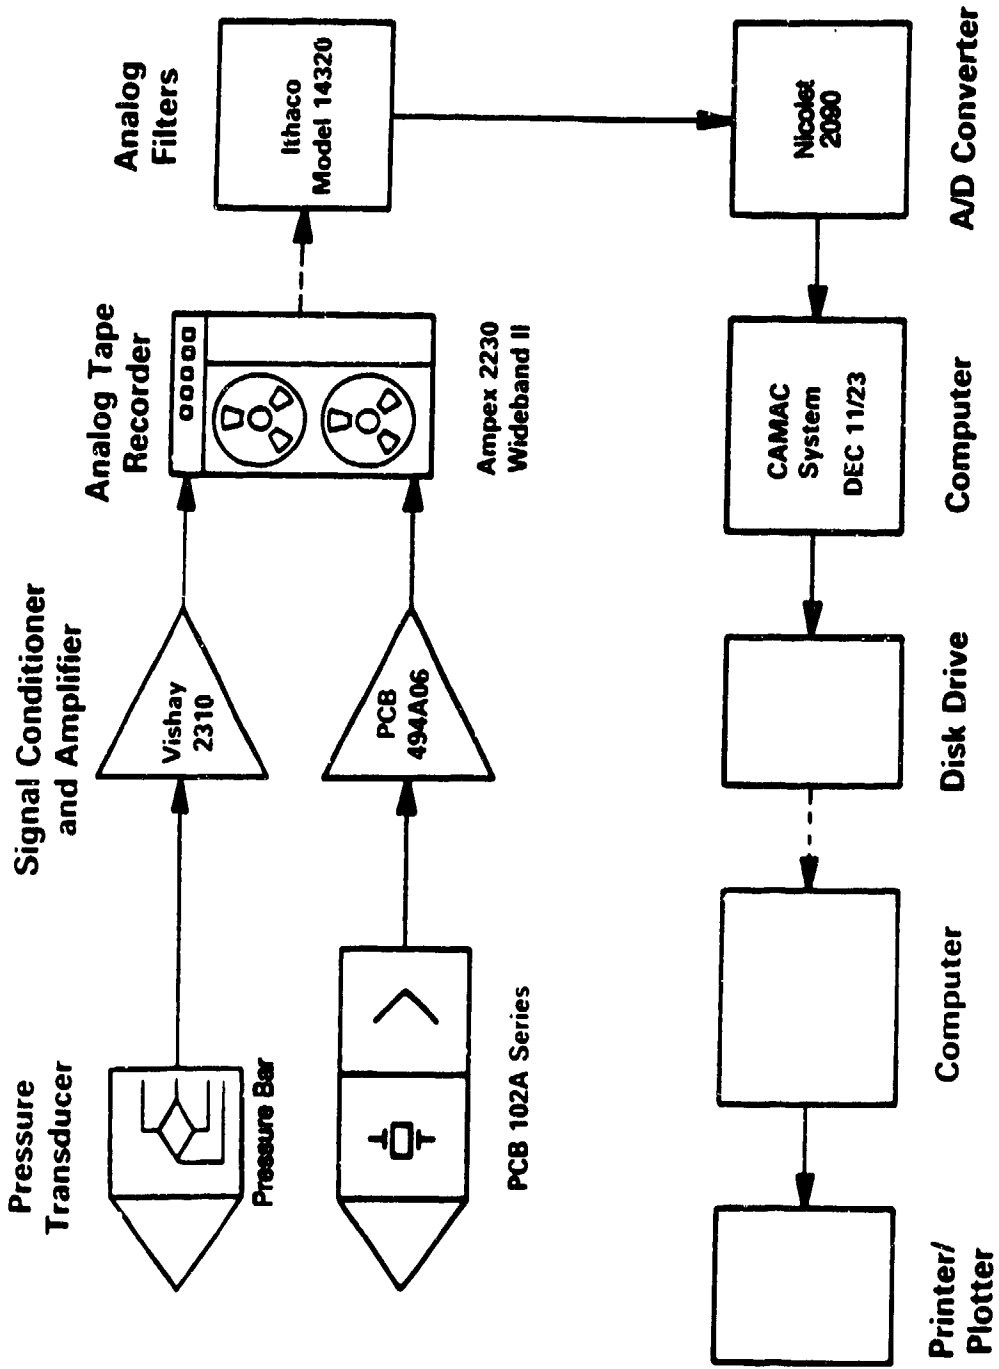 Pressure
Transducer
Signal Conditioner
and Amplifier
Analog Tape
Recorder
Analog
Filters
Pressure Bar
Vishay
2310
Ithaco
Model 14320
PCB 102A Series
PCB
494A06
Ampex 2230
Wideband II
Nicolet
2090
CAMAC
System
DEC 11/23
Printer/
Plotter
Computer
Disk Drive
Computer
A/D Converter